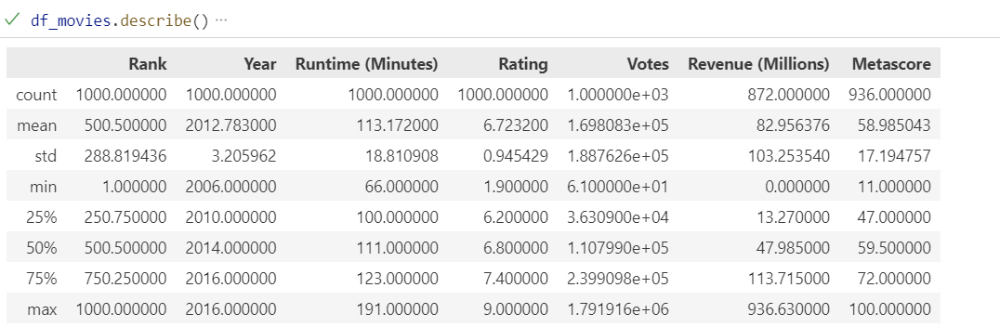 ✓ df_movies.describe() ···
Rank Year Runtime (Minutes) Rating Votes Revenue (Millions) Metascore
count 1000.000000 1000.000000 1000.000000 1000.000000 1.000000e+03 872.000000 936.000000
mean 500.500000 2012.783000 113.172000 6.723200 1.698083e+05 82.956376 58.985043
std 288.819436 3.205962 18.810908 0.945429 1.887626e+05 103.253540 17.194757
min 1.000000 2006.000000 66.000000 1.900000 6.100000e+01 0.000000 11.000000
25% 250.750000 2010.000000 100.000000 6.200000 3.630900e+04 13.270000 47.000000
50% 500.500000 2014.000000 111.000000 6.800000 1.107990e+05 47.985000 59.500000
75% 750.250000 2016.000000 123.000000 7.400000 2.399098e+05 113.715000 72.000000
max 1000.000000 2016.000000 191.000000 9.000000 1.791916e+06 936.630000 100.000000